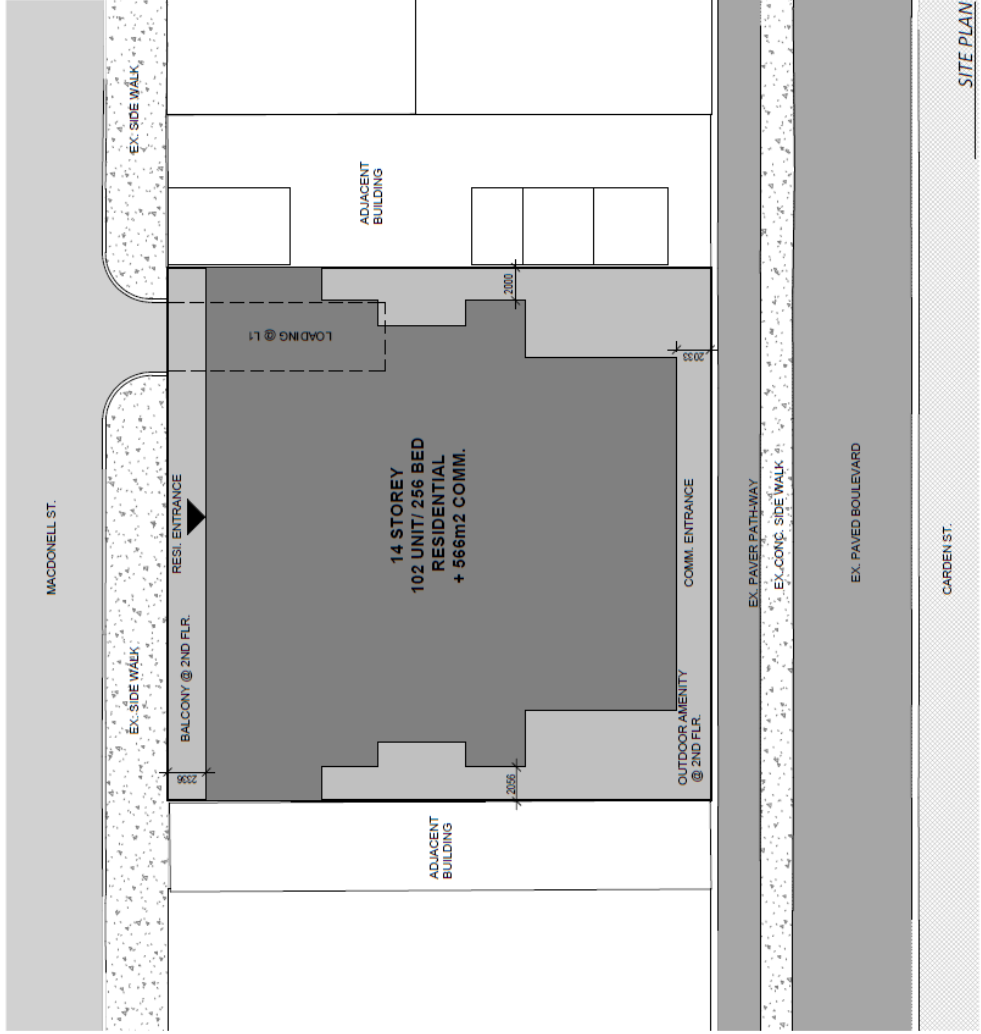 SITE PLAN
EX. SIDE WALK
ADJACENT
BUILDING
2000
LOADING @ L1
2033
MACDONELL ST.
RESI. ENTRANCE
14 STOREY
102 UNIT/ 256 BED
RESIDENTIAL
+ 566m2 COMM.
COMM. ENTRANCE
EX. PAVER PATH-WAY
EX.CONC. SIDE WALK
EX. PAVED BOULEVARD
CARDEN ST.
EX. SIDE WALK
BALCONY @ 2ND FLR.
OUTDOOR AMENITY
@ 2ND FLR.
2336
2056
ADJACENT
BUILDING